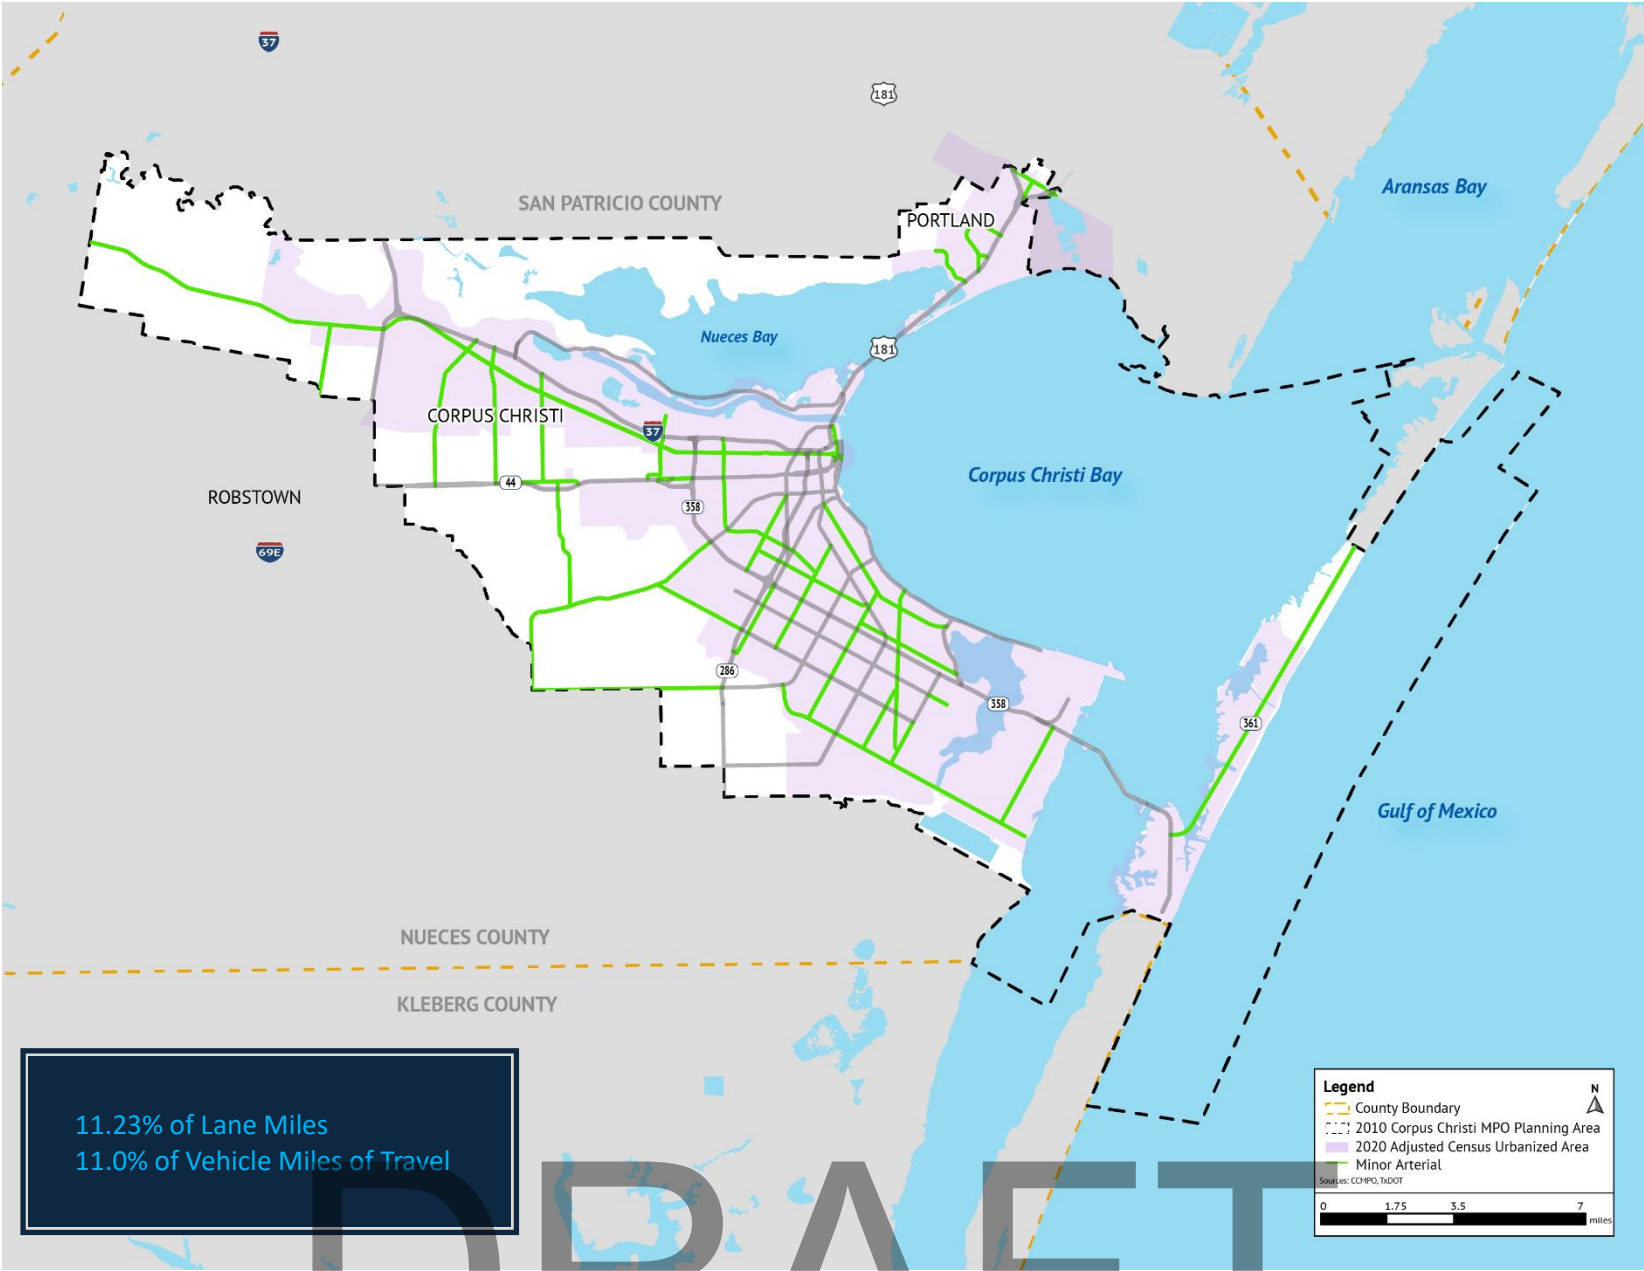 37
181
Aransas Bay
SAN PATRICIO COUNTY
PORTLAND
Nueces Bay
181
CORPUS CHRISTI
37
Corpus Christi Bay
44
ROBSTOWN
358
69E
286
358
361
Gulf of Mexico
NUECES COUNTY
KLEBERG COUNTY
11.23% of Lane Miles
11.0% of Vehicle Miles of Travel
Legend
N
County Boundary
2010 Corpus Christi MPO Planning Area
2020 Adjusted Census Urbanized Area
Minor Arterial
Sources: CCMPO, TxDOT
0 1.75 3.5 7
miles
DRAFT